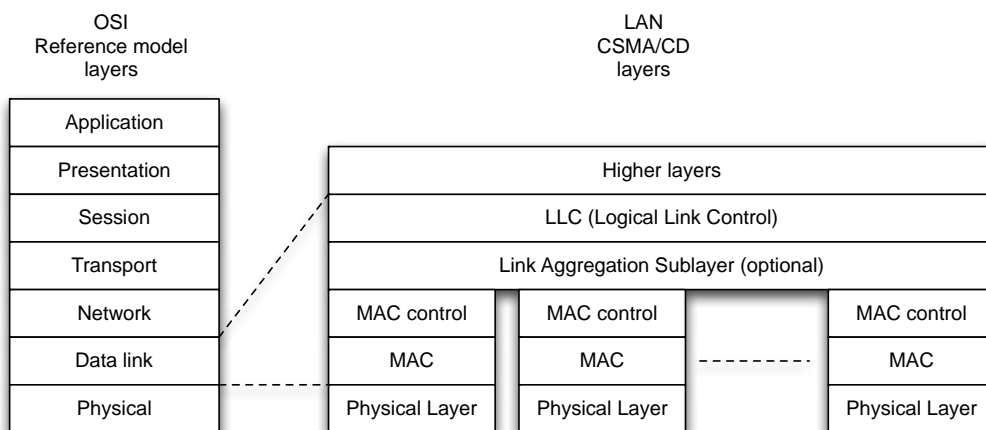 OSI
Reference model
layers
LAN
CSMA/CD
layers
Application
Presentation
Session
Transport
Network
Data link
Physical
Higher layers
LLC (Logical Link Control)
Link Aggregation Sublayer (optional)
MAC control
MAC control
MAC control
MAC
MAC
MAC
Physical Layer
Physical Layer
Physical Layer